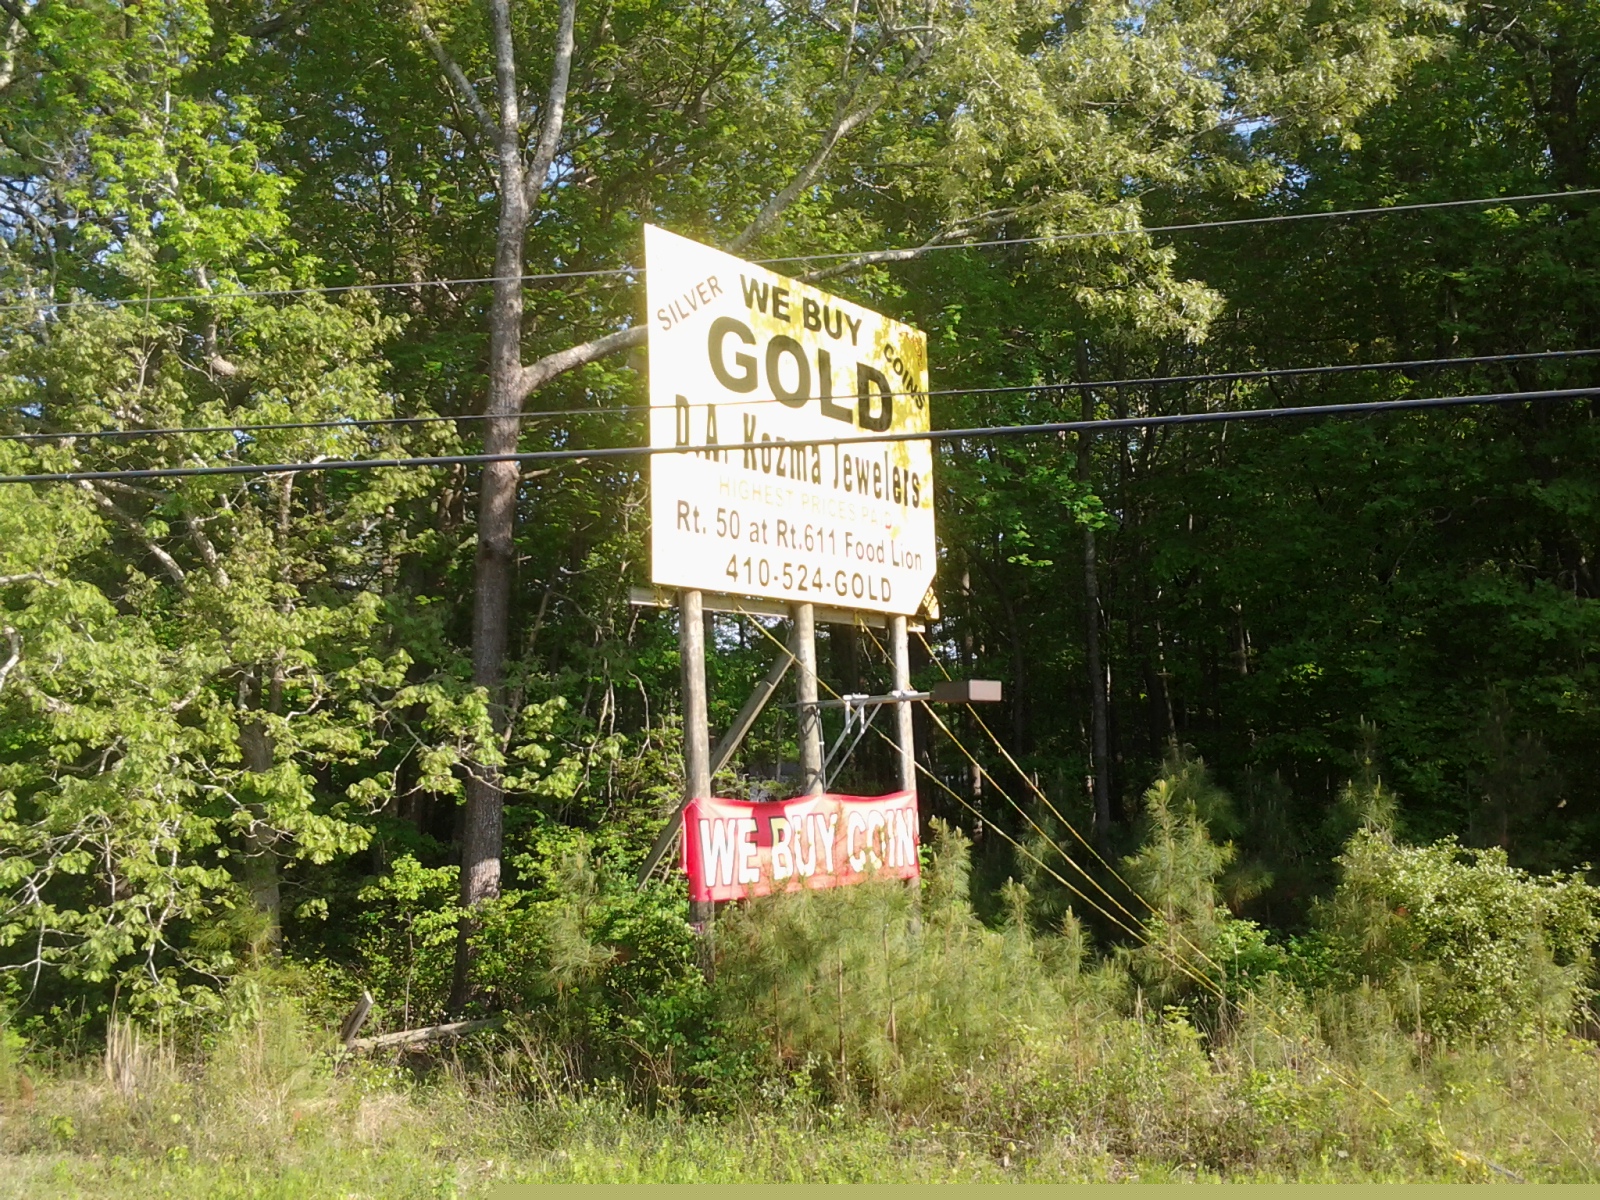 SILVER WE BUY COINS
GOLD
D.A. Kozma Jewelers
HIGHEST PRICES PAID
Rt. 50 at Rt.611 Food Lion
410-524-GOLD
WE BUY COIN